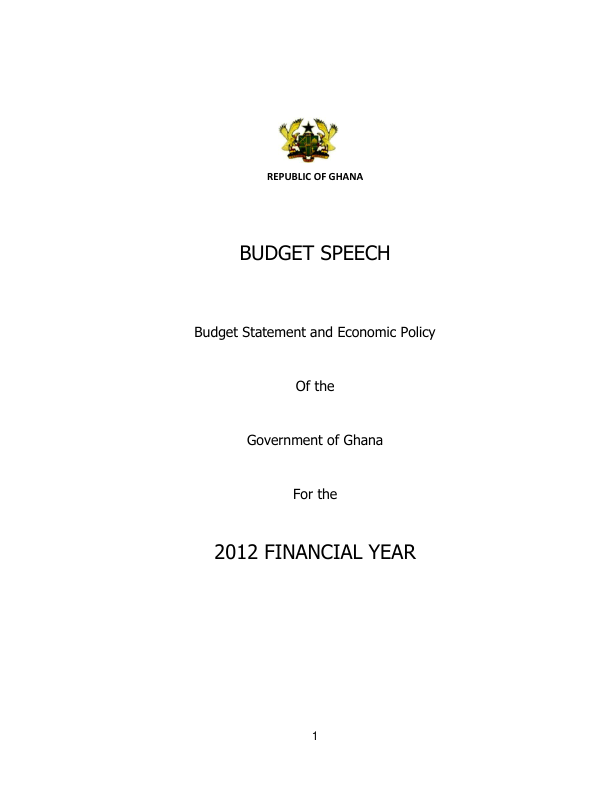 REPUBLIC OF GHANA
BUDGET SPEECH
Budget Statement and Economic Policy
Of the
Government of Ghana
For the
2012 FINANCIAL YEAR
1